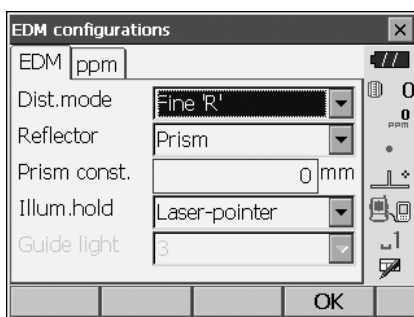 EDM configurations
EDM ppm
Dist.mode Fine 'R'
0
Reflector Prism
0
PPM
Prism const. 0 mm
Illum.hold Laser-pointer
Guide light 3
1
OK